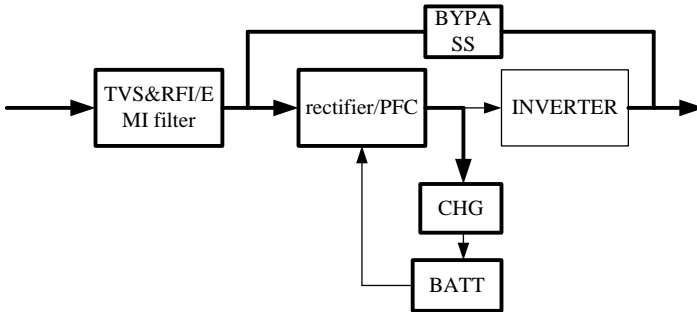 BYPA
SS
TVS&RFI/E
MI filter
rectifier/PFC
INVERTER
CHG
BATT